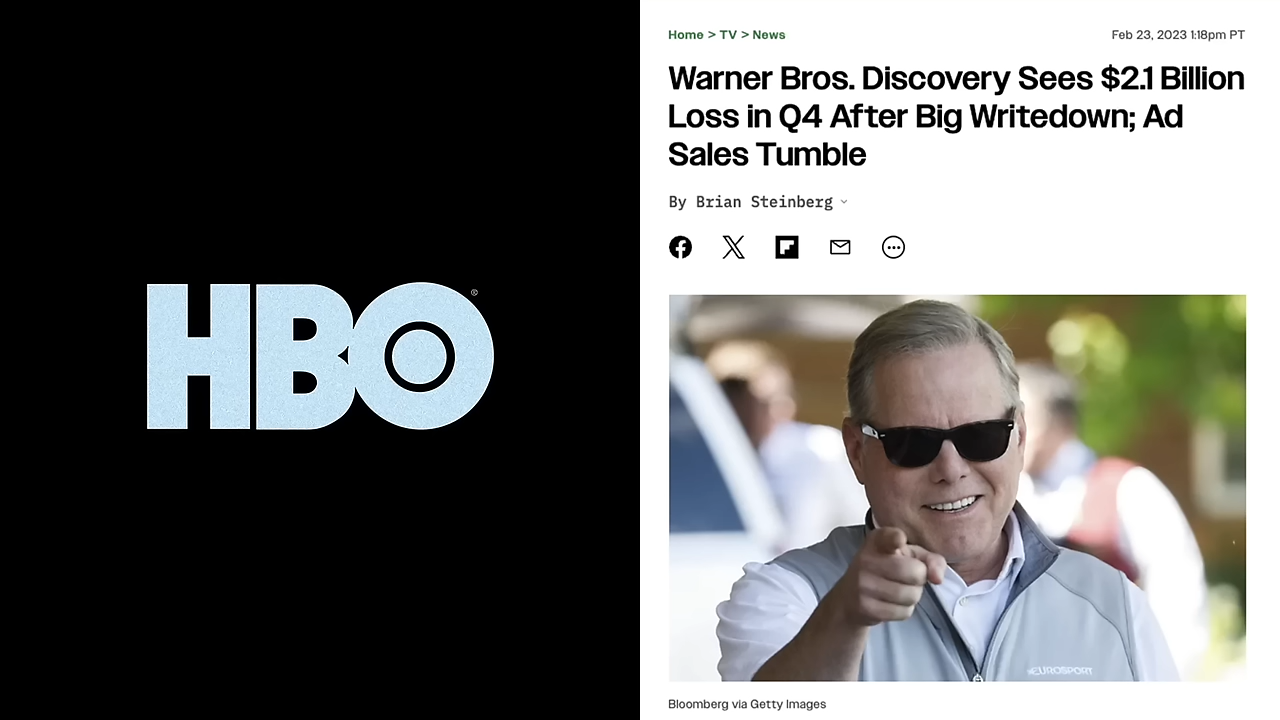 HBO®
Home > TV > News
Feb 23, 2023 1:18pm PT
Warner Bros. Discovery Sees $2.1 Billion
Loss in Q4 After Big Writedown; Ad
Sales Tumble
By Brian Steinberg
EUROSPORT
Bloomberg via Getty Images